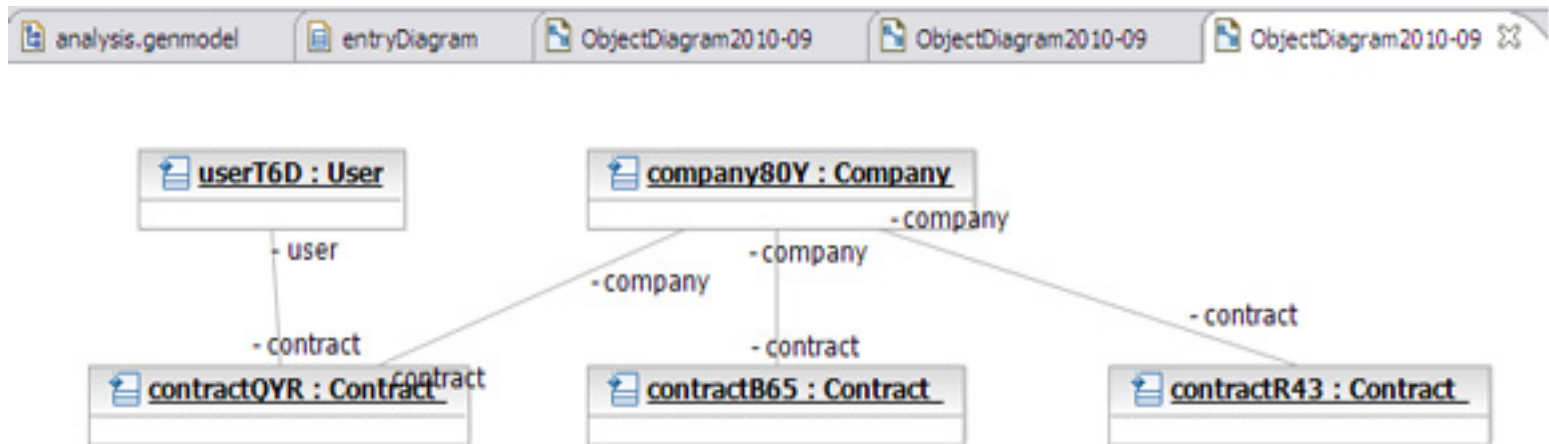 analysis.genmodel
entryDiagram
ObjectDiagram2010-09
ObjectDiagram2010-09
ObjectDiagram2010-09
userT6D : User
company80Y : Company
- company
- user
- company
- company
- contract
- contract
- contract
contract
contractQYR : Contract
contractB65 : Contract
contractR43 : Contract